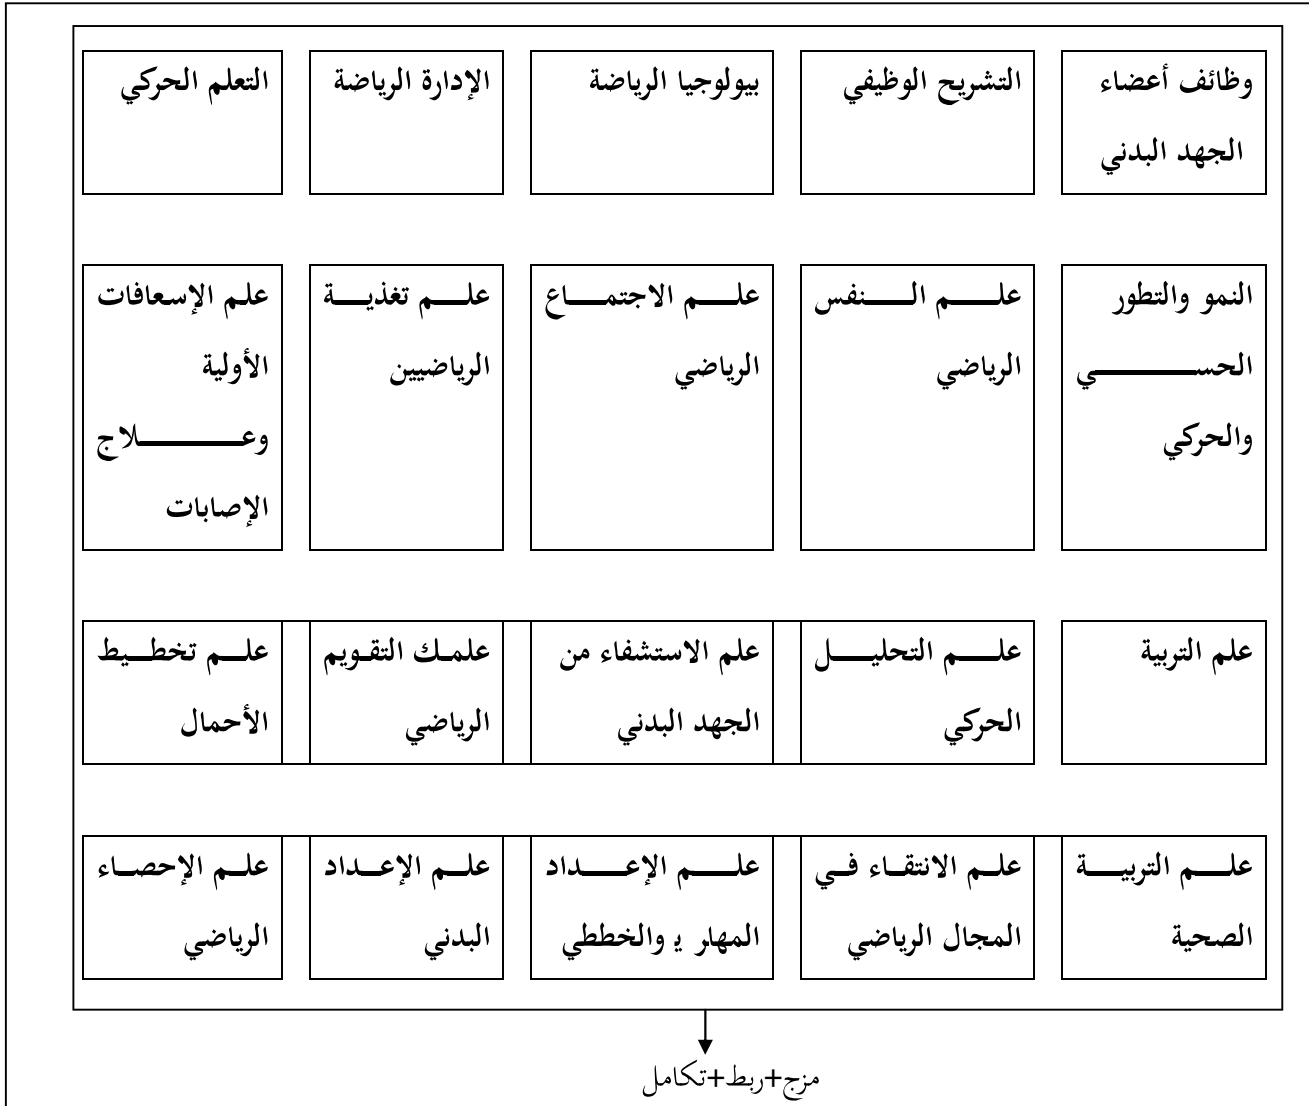 وظائف أعضاء
الجهد البدني
التشريح الوظيفي
بيولوجيا الرياضة
الإدارة الرياضة
التعلم الحركي
النمو والتطور
الحسي
والحركي
علم النفس
الرياضي
علم الاجتماع
الرياضي
علم تغذية
الرياضيين
علم الإسعافات
الأولية
وعلاج
الإصابات
علم التربية
علم التحليل
الحركي
علم الاستشفاء من
الجهد البدني
علمك التقويم
الرياضي
علم تخطيط
الأحمال
علم التربية
الصحية
علم الانتقاء في
المجال الرياضي
علم الإعداد
المهار ي والخططي
علم الإعداد
البدني
علم الإحصاء
الرياضي
مزج+ربط+تكامل